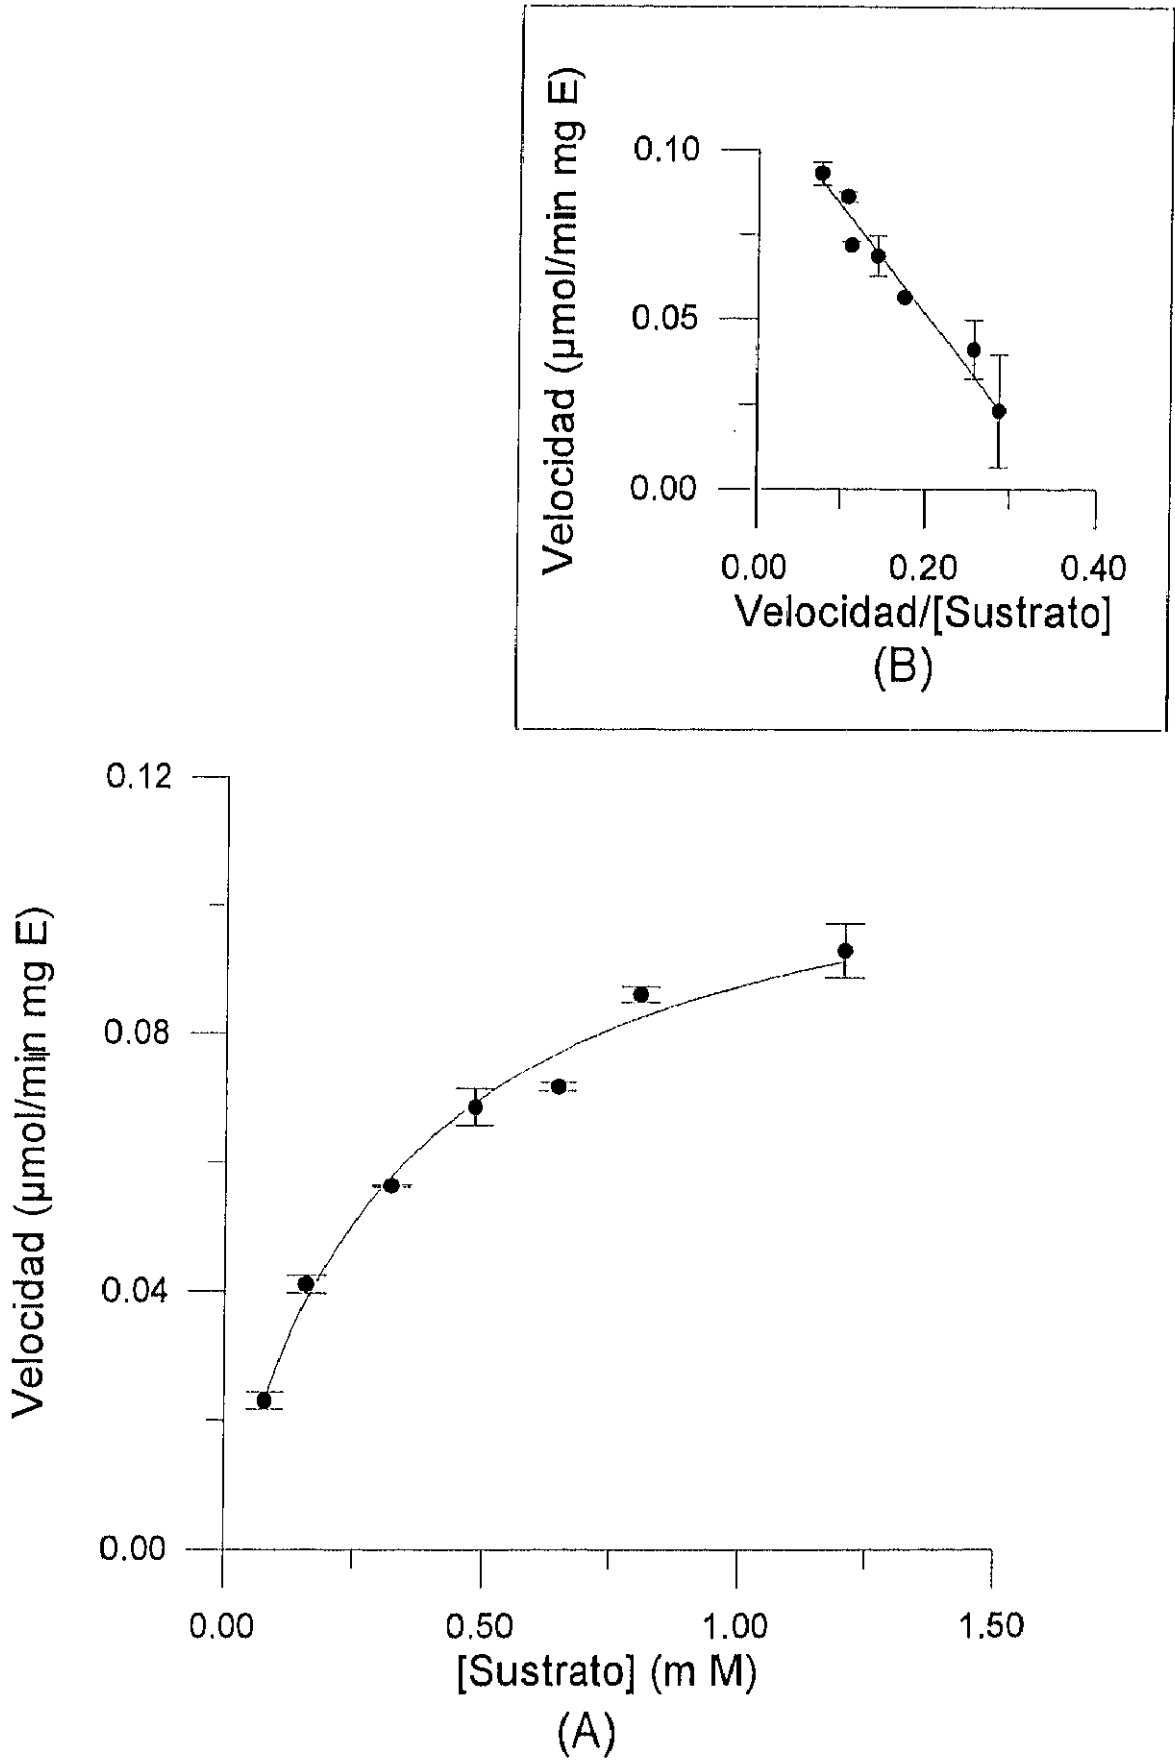 Velocidad (µmol/min mg E)
0.10
0.05
0.00
0.00 0.20 0.40
Velocidad/[Sustrato]
(B)
Velocidad (µmol/min mg E)
0.12
0.08
0.04
0.00
0.00 0.50 1.00 1.50
[Sustrato] (m M)
(A)